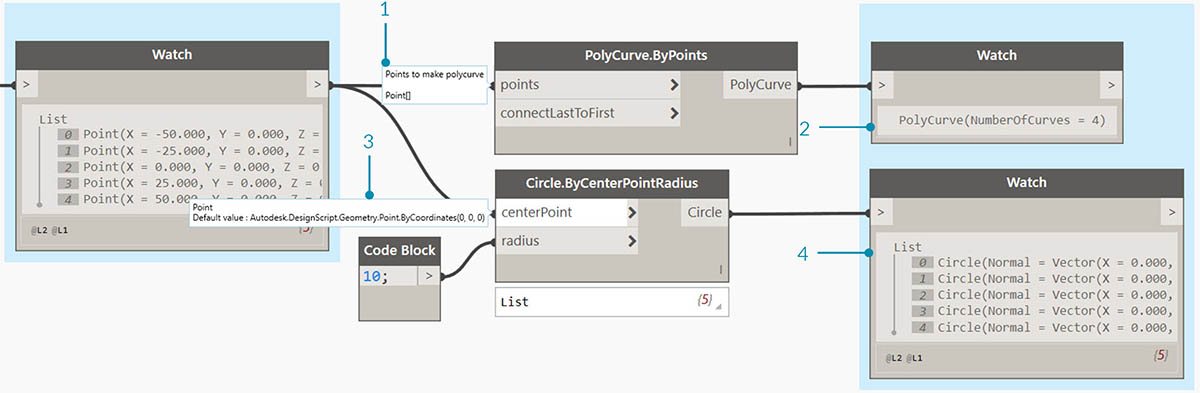 1
Watch
>
>
List
0 Point(X = -50.000, Y = 0.000, Z =
1 Point(X = -25.000, Y = 0.000, Z =
2 Point(X = 0.000, Y = 0.000, Z = 0
3 Point(X = 25.000, Y = 0.000, Z =
4 Point(X = 50.000, Y = 0.000, Z =
@L2 @L1
{5}
Points to make polycurve
Point[]
PolyCurve.ByPoints
points >
PolyCurve
connectLastToFirst >
I
Watch
>
>
2
PolyCurve(NumberOfCurves = 4)
3
Point
Default value : Autodesk.DesignScript.Geometry.Point.ByCoordinates(0, 0, 0)
Circle.ByCenterPointRadius
centerPoint >
Circle
radius >
I
Code Block
10; >
List {5}
Watch
>
>
4
List
0 Circle(Normal = Vector(X = 0.000,
1 Circle(Normal = Vector(X = 0.000,
2 Circle(Normal = Vector(X = 0.000,
3 Circle(Normal = Vector(X = 0.000,
4 Circle(Normal = Vector(X = 0.000,
@L2 @L1
{5}